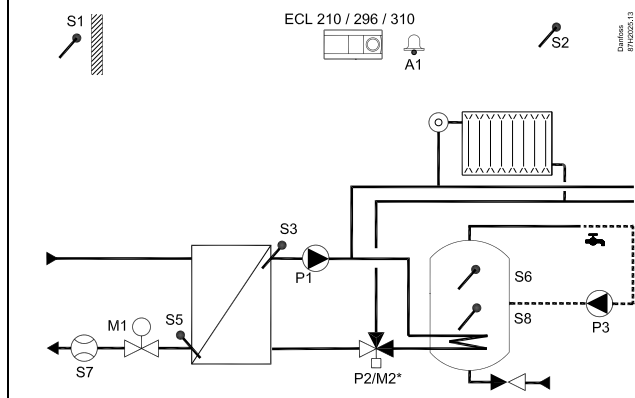 S1
ECL 210 / 296 / 310
A1
S2
Danfoss
87H2025.13
S3
P1
S6
S8
P3
M1
S5
S7
P2/M2*